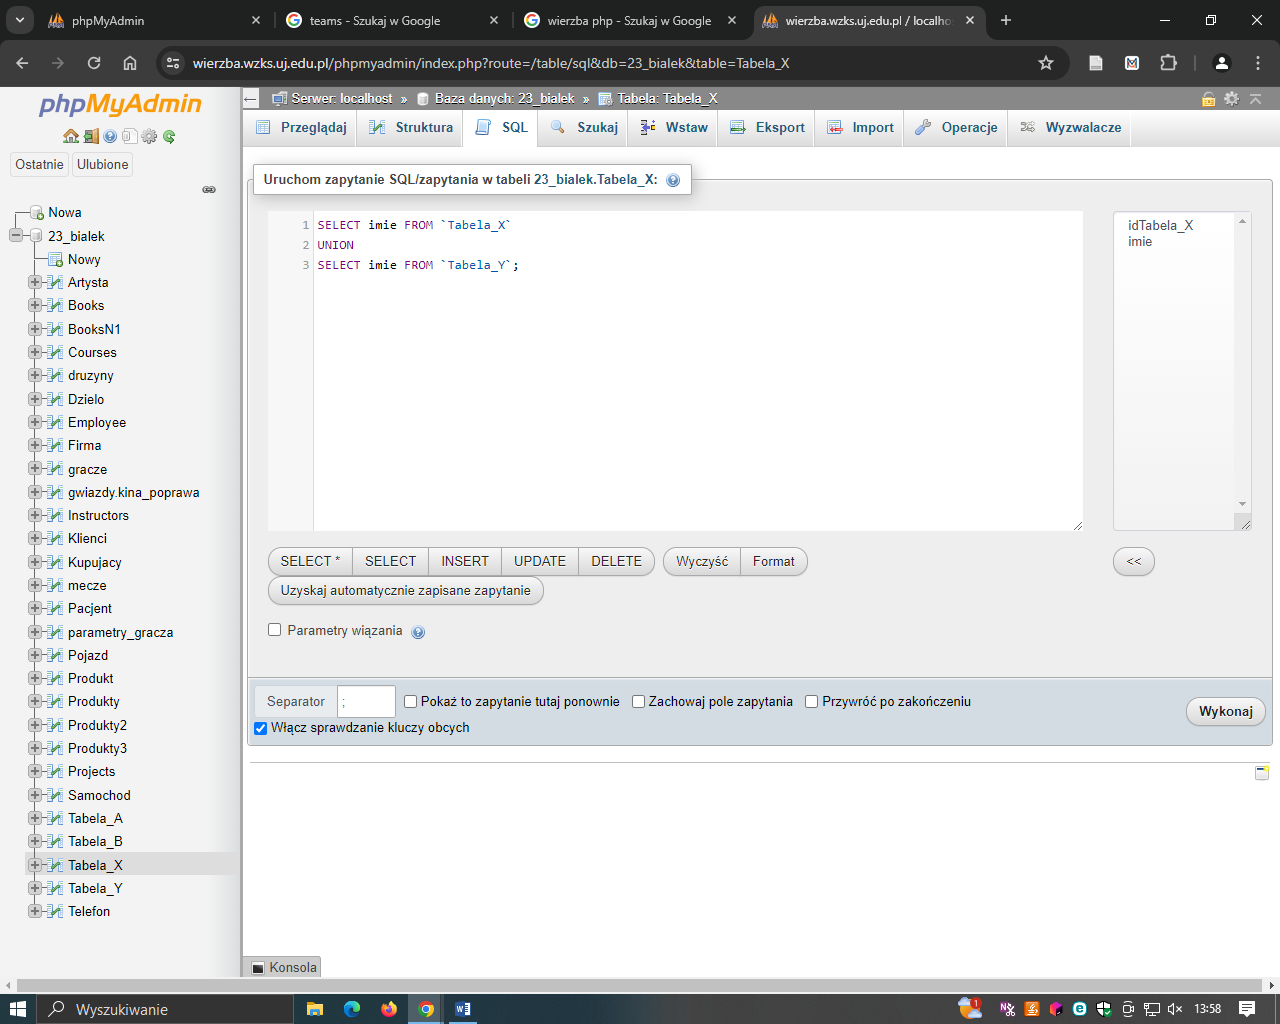 phpMyAdmin
teams - Szukaj w Google
wierzba php - Szukaj w Google
wierzba.wzks.uj.edu.pl / localho
wierzba.wzks.uj.edu.pl/phpmyadmin/index.php?route=/table/sql&db=23_bialek&table=Tabela_X
phpMyAdmin
Ostatnie
Ulubione
Nowa
23_bialek
Nowy
Artysta
Books
BooksN1
Courses
druzyny
Dzielo
Employee
Firma
gracze
gwiazdy.kina_poprawa
Instructors
Klienci
Kupujacy
mecze
Pacjent
parametry_gracza
Pojazd
Produkt
Produkty
Produkty2
Produkty3
Projects
Samochod
Tabela_A
Tabela_B
Tabela_X
Tabela_Y
Telefon
Serwer: localhost » Baza danych: 23_bialek » Tabela: Tabela_X
Przeglądaj
Struktura
SQL
Szukaj
Wstaw
Eksport
Import
Operacje
Wyzwalacze
Uruchom zapytanie SQL/zapytania w tabeli 23_bialek.Tabela_X:
1 SELECT imie FROM `Tabela_X`
2 UNION
3 SELECT imie FROM `Tabela_Y`;
idTabela_X
imie
SELECT *
SELECT
INSERT
UPDATE
DELETE
Wyczyść
Format
<<
Uzyskaj automatycznie zapisane zapytanie
Parametry wiązania
Separator
;
Pokaż to zapytanie tutaj ponownie
Zachowaj pole zapytania
Przywróć po zakończeniu
Włącz sprawdzanie kluczy obcych
Wykonaj
Konsola
Wyszukiwanie
1
13:58